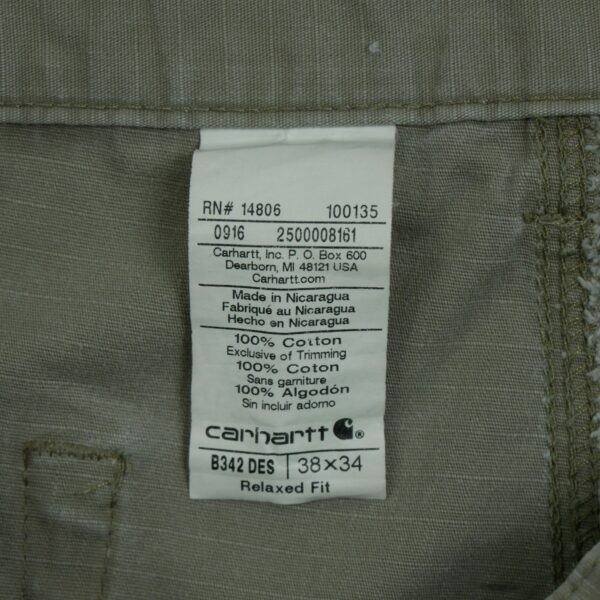 RN# 14806 100135
0916 2500008161
Carhartt, Inc. P. O. Box 600
Dearborn, MI 48121 USA
Carhartt.com
Made in Nicaragua
Fabriqué au Nicaragua
Hecho en Nicaragua
100% Cotton
Exclusive of Trimming
100% Coton
Sans garniture
100% Algodón
Sin incluir adorno
carhartt
B342 DES 38×34
Relaxed Fit